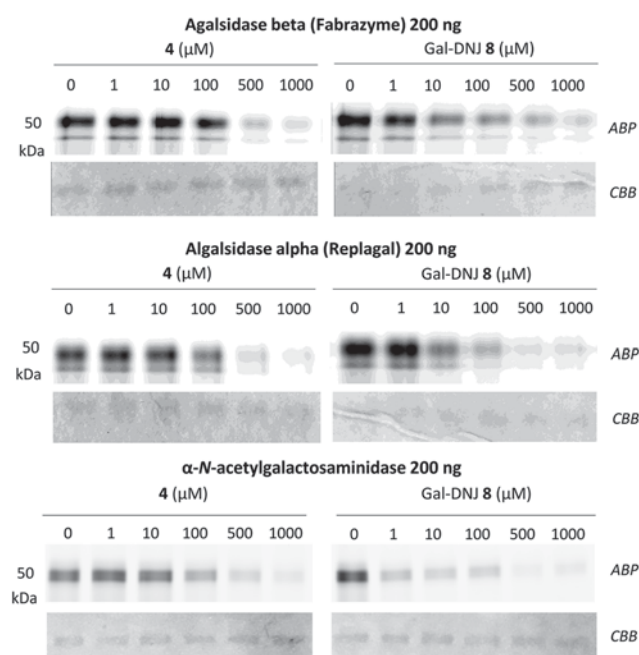 Agalsidase beta (Fabrazyme) 200 ng
4 (μM) Gal-DNJ 8 (μM)
0 1 10 100 500 1000 0 1 10 100 500 1000
50
kDa
ABP
CBB
Algalsidase alpha (Replagal) 200 ng
4 (μM) Gal-DNJ 8 (μM)
0 1 10 100 500 1000 0 1 10 100 500 1000
50
kDa
ABP
CBB
α-N-acetylgalactosaminidase 200 ng
4 (μM) Gal-DNJ 8 (μM)
0 1 10 100 500 1000 0 1 10 100 500 1000
50
kDa
ABP
CBB